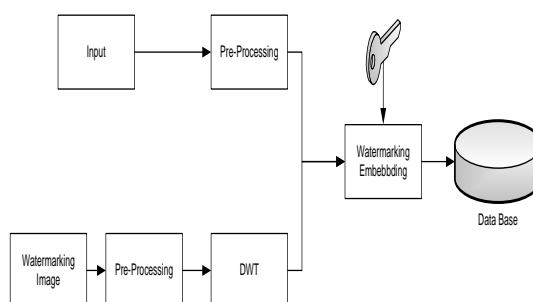 Input
Pre-Processing
Watermarking
Embebbding
Data Base
Watermarking
Image
Pre-Processing
DWT